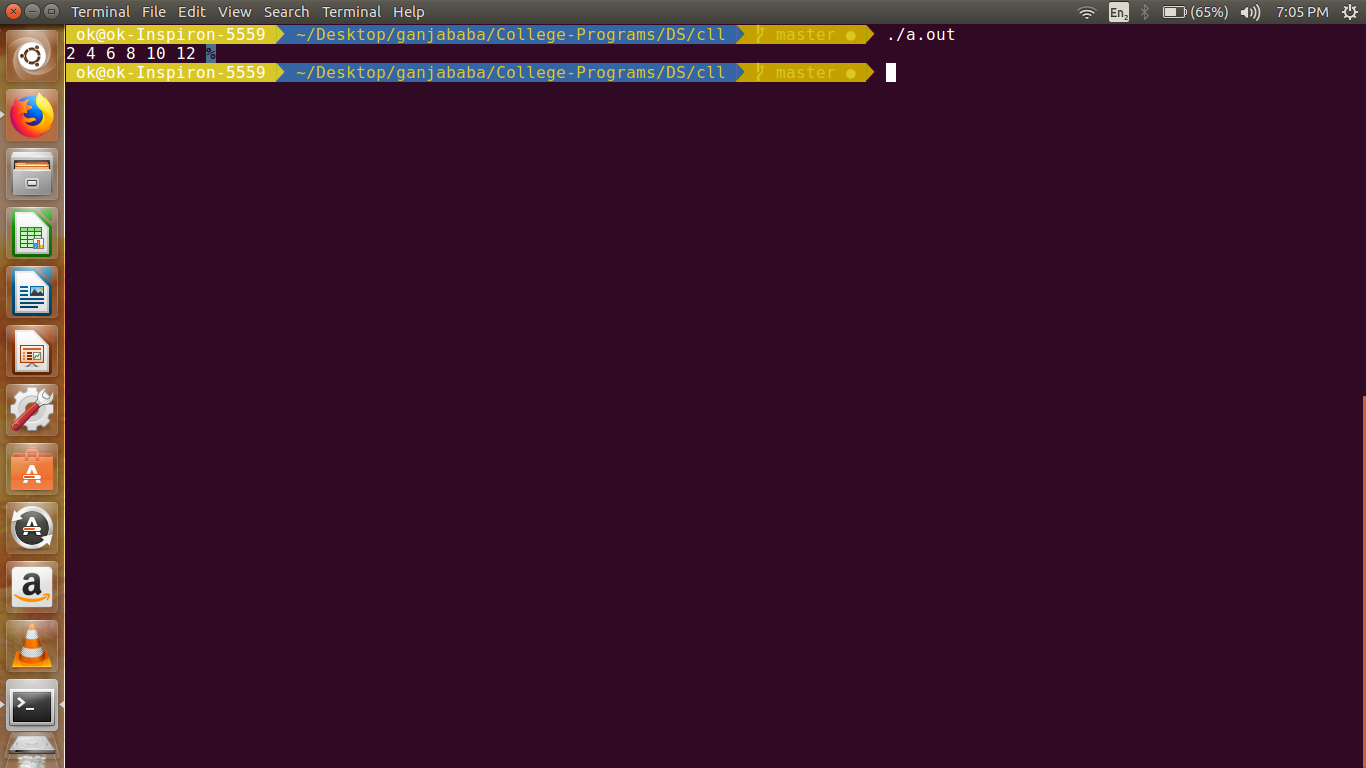 Terminal File Edit View Search Terminal Help En2 (65%) 7:05 PM
ok@ok-Inspiron-5559 ~/Desktop/ganjababa/College-Programs/DS/cll master ● ./a.out
2 4 6 8 10 12 %
ok@ok-Inspiron-5559 ~/Desktop/ganjababa/College-Programs/DS/cll master ●